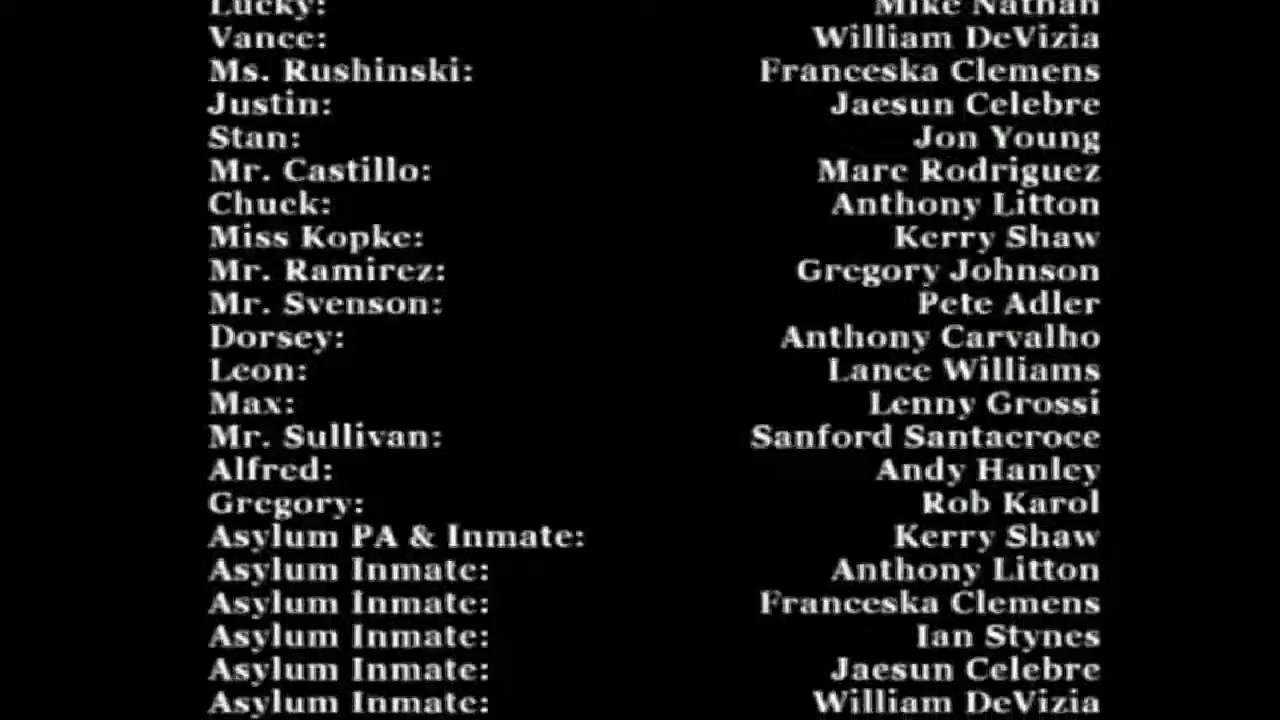 Lucky: Mike Nathan
Vance: William DeVizia
Ms. Rushinski: Franceska Clemens
Justin: Jaesun Celebre
Stan: Jon Young
Mr. Castillo: Marc Rodriguez
Chuck: Anthony Litton
Miss Kopke: Kerry Shaw
Mr. Ramirez: Gregory Johnson
Mr. Svenson: Pete Adler
Dorsey: Anthony Carvalho
Leon: Lance Williams
Max: Lenny Grossi
Mr. Sullivan: Sanford Santacroce
Alfred: Andy Hanley
Gregory: Rob Karol
Asylum PA & Inmate: Kerry Shaw
Asylum Inmate: Anthony Litton
Asylum Inmate: Franceska Clemens
Asylum Inmate: Ian Stynes
Asylum Inmate: Jaesun Celebre
Asylum Inmate: William DeVizia